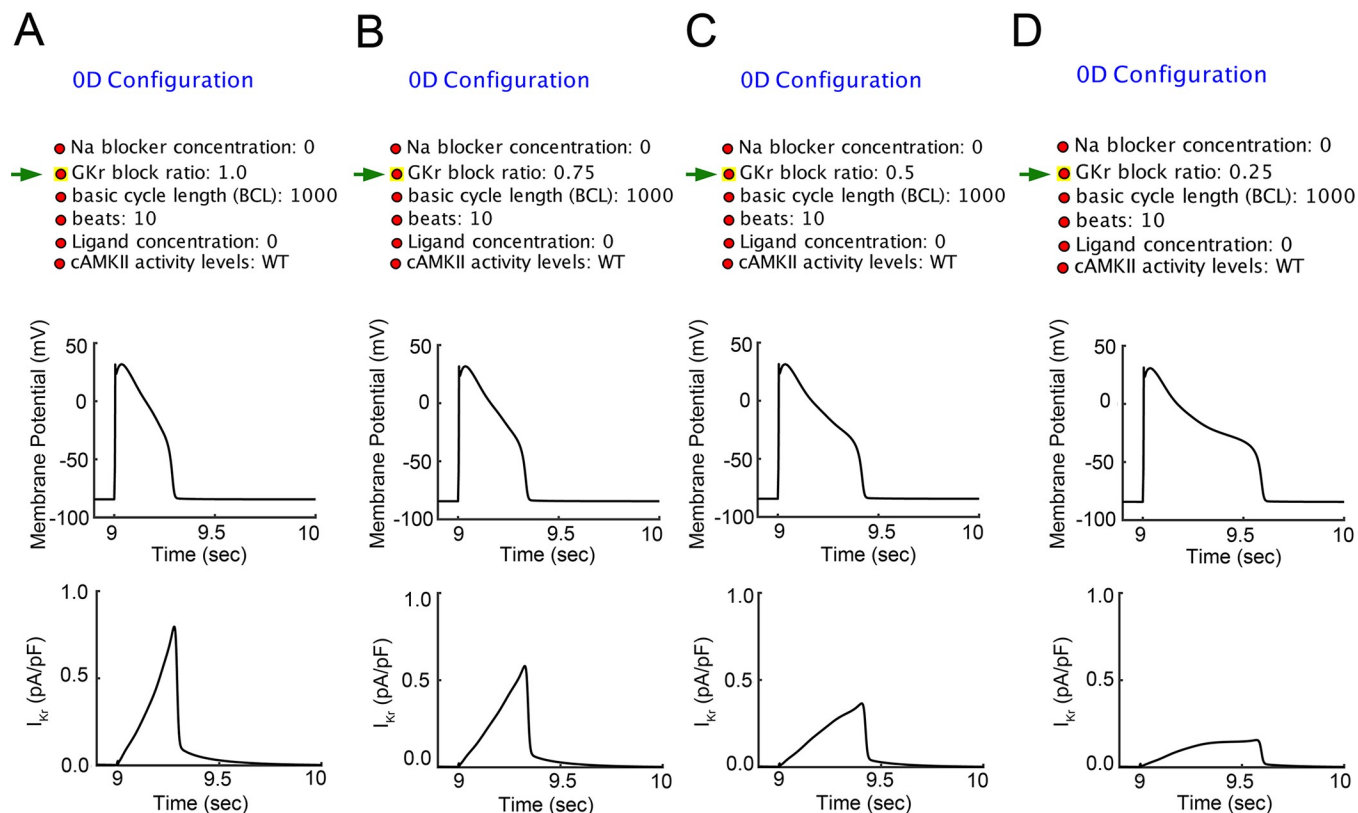 A
0D Configuration
Na blocker concentration: 0
GKr block ratio: 1.0
basic cycle length (BCL): 1000
beats: 10
Ligand concentration: 0
cAMKII activity levels: WT
Membrane Potential (mV)
50
0
-50
-100
9
9.5
10
Time (sec)
IKr (pA/pF)
1.0
0.5
0.0
9
9.5
10
Time (sec)
B
0D Configuration
Na blocker concentration: 0
GKr block ratio: 0.75
basic cycle length (BCL): 1000
beats: 10
Ligand concentration: 0
cAMKII activity levels: WT
Membrane Potential (mV)
50
0
-50
-100
9
9.5
10
Time (sec)
IKr (pA/pF)
1.0
0.5
0.0
9
9.5
10
Time (sec)
C
0D Configuration
Na blocker concentration: 0
GKr block ratio: 0.5
basic cycle length (BCL): 1000
beats: 10
Ligand concentration: 0
cAMKII activity levels: WT
Membrane Potential (mV)
50
0
-50
-100
9
9.5
10
Time (sec)
IKr (pA/pF)
1.0
0.5
0.0
9
9.5
10
Time (sec)
D
0D Configuration
Na blocker concentration: 0
GKr block ratio: 0.25
basic cycle length (BCL): 1000
beats: 10
Ligand concentration: 0
cAMKII activity levels: WT
Membrane Potential (mV)
50
0
-50
-100
9
9.5
10
Time (sec)
IKr (pA/pF)
1.0
0.5
0.0
9
9.5
10
Time (sec)